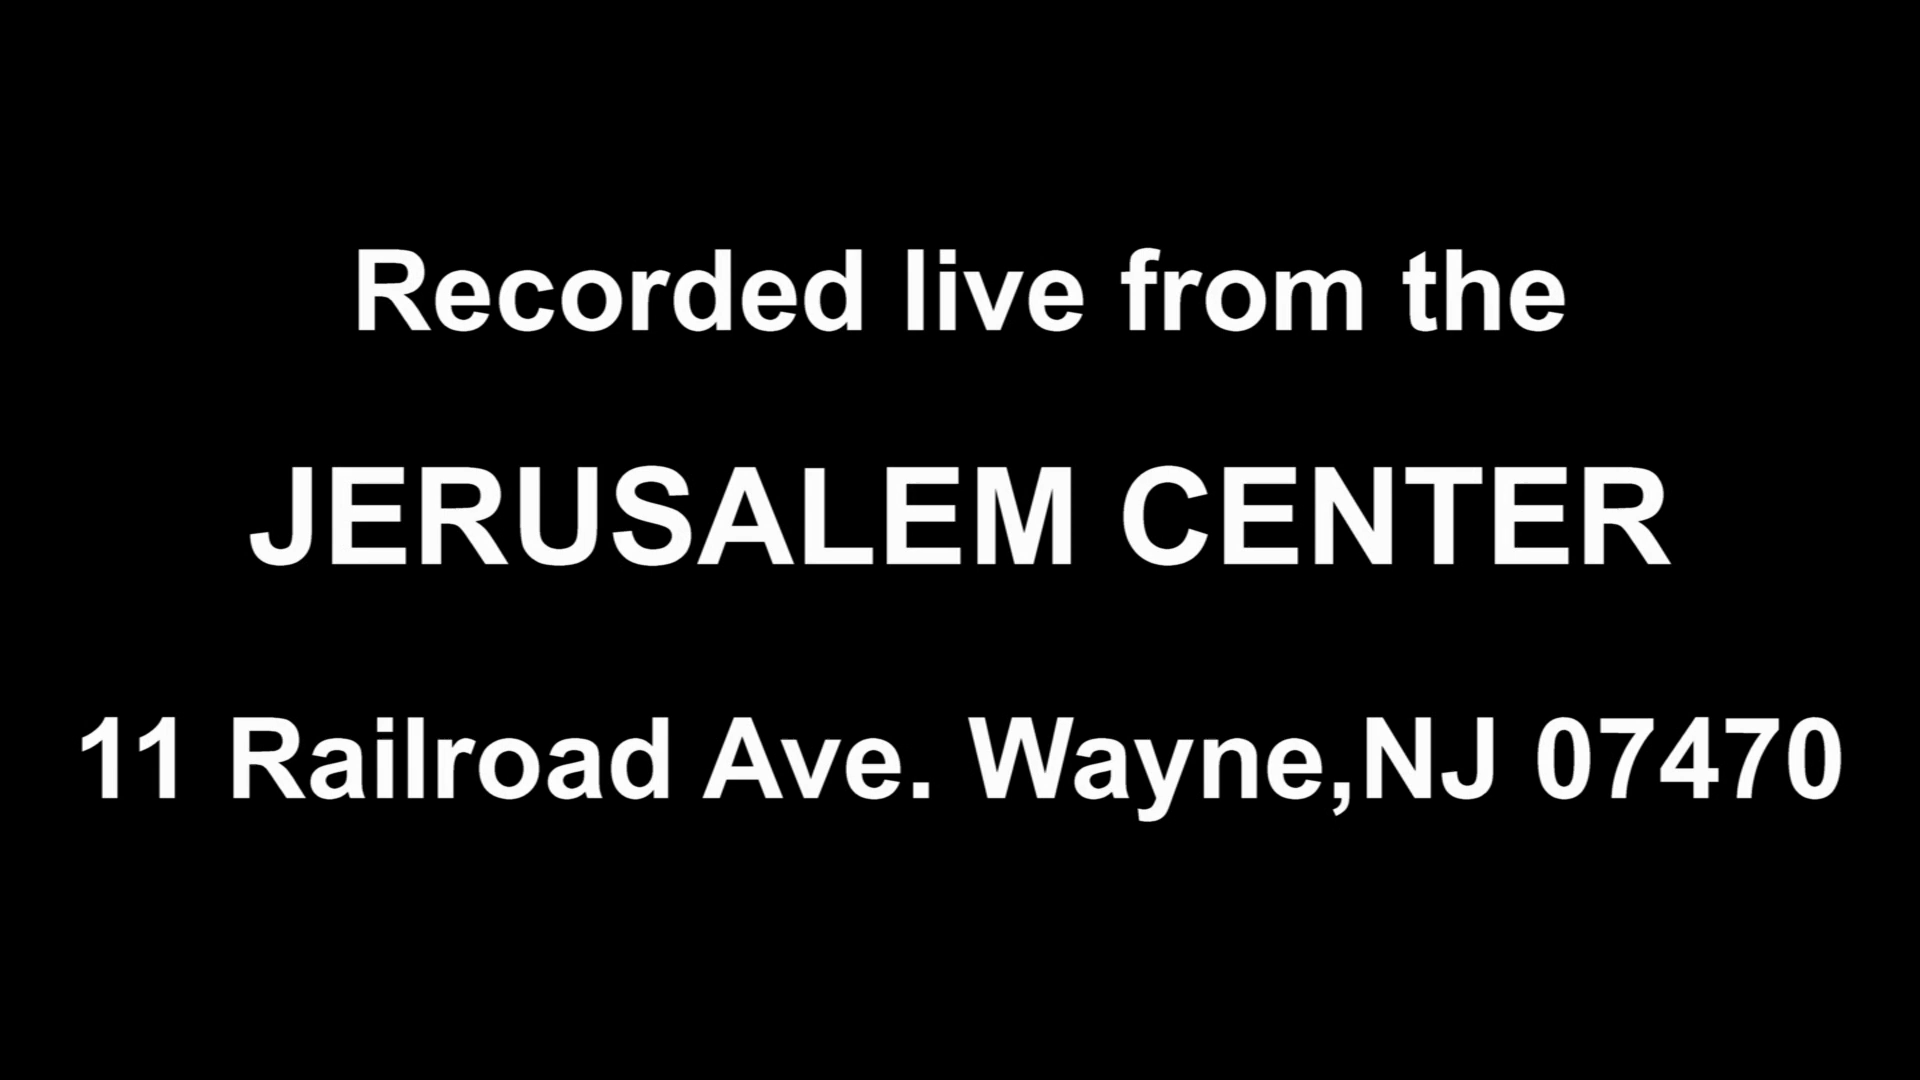 Recorded live from the
JERUSALEM CENTER
11 Railroad Ave. Wayne,NJ 07470